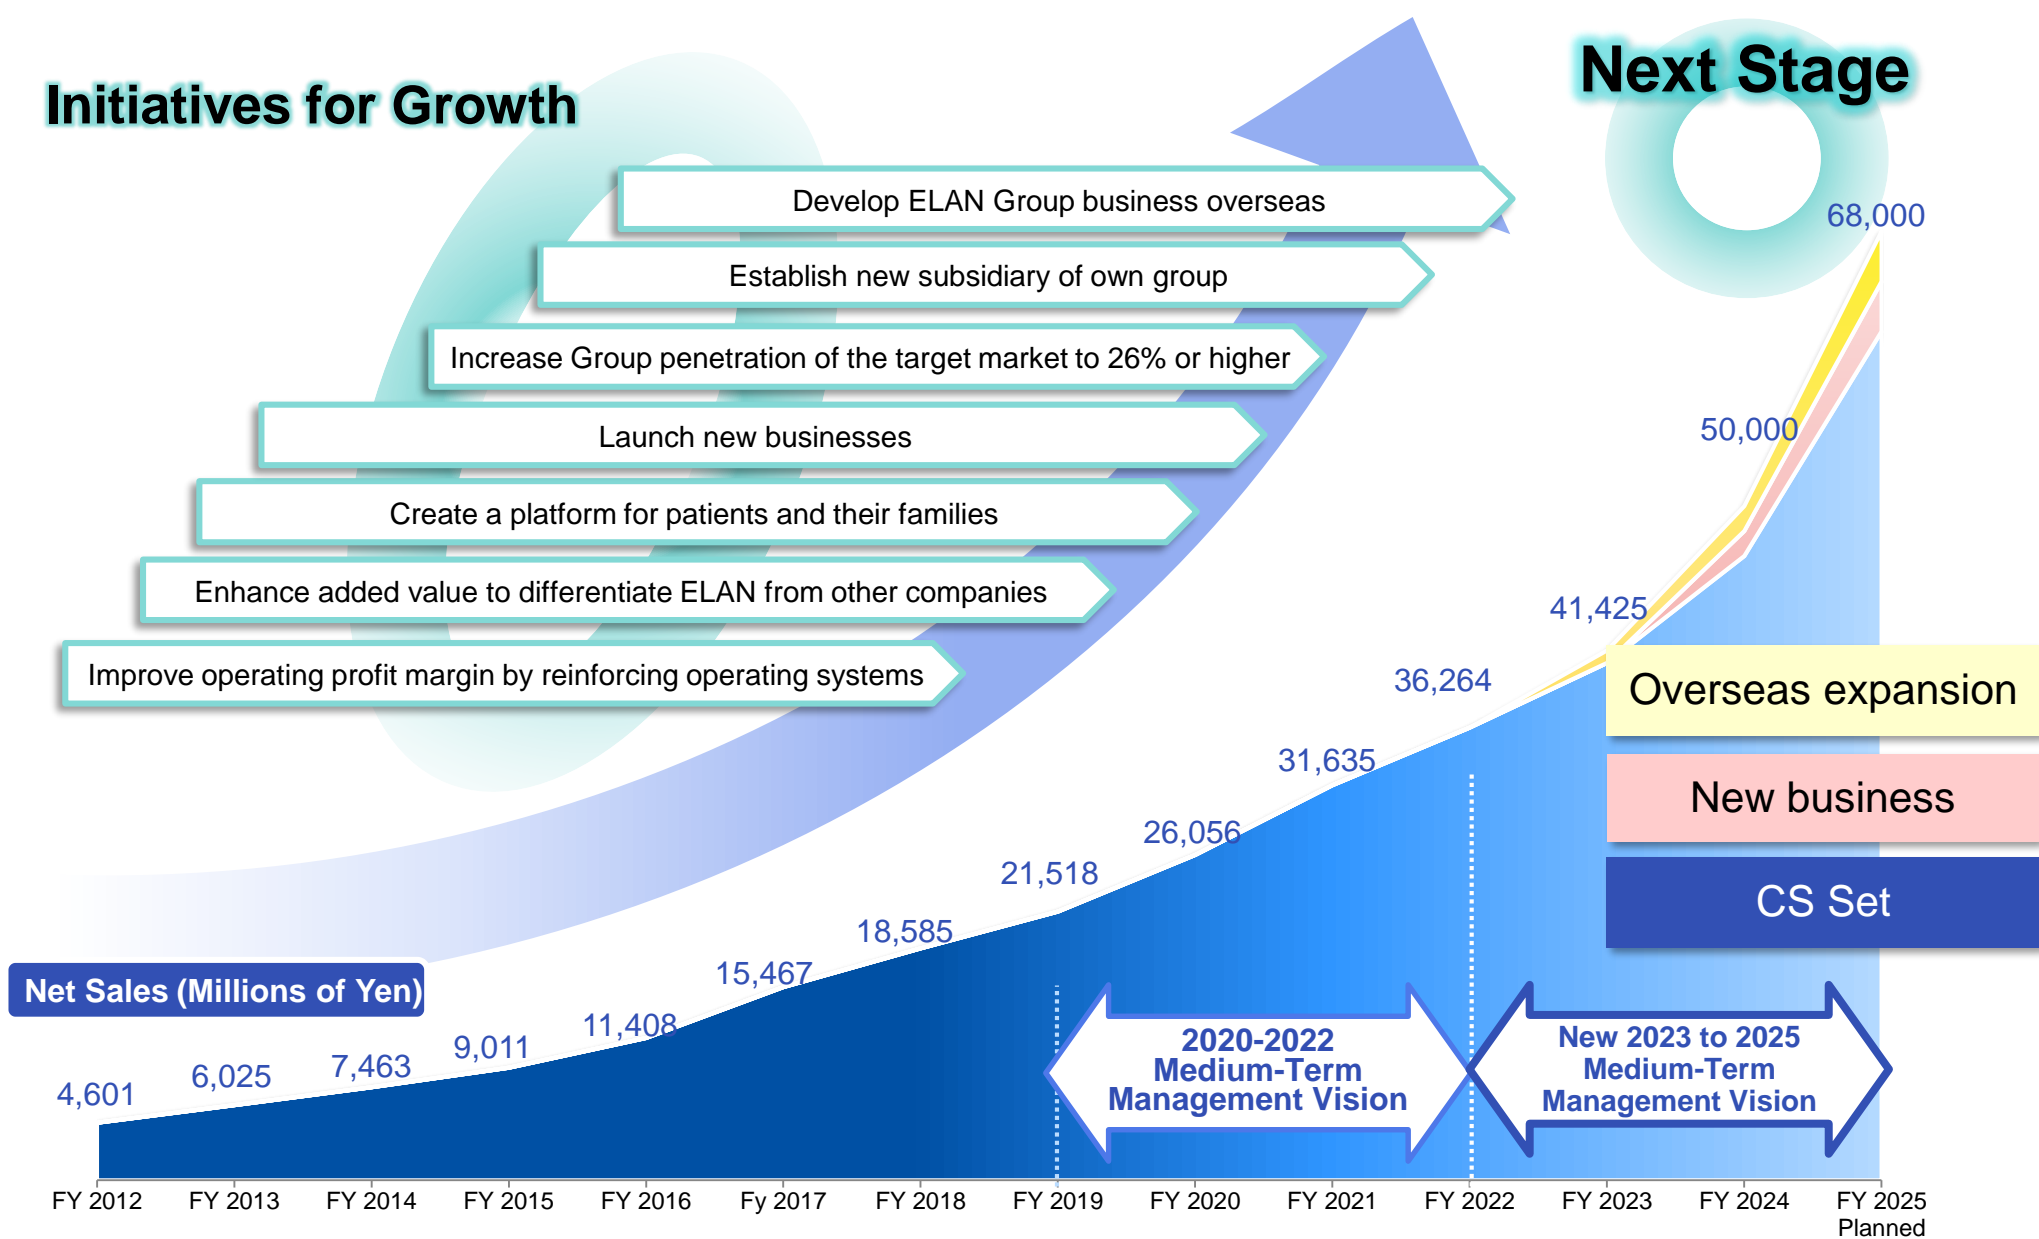 Initiatives for Growth
Next Stage
Develop ELAN Group business overseas
Establish new subsidiary of own group
Increase Group penetration of the target market to 26% or higher
Launch new businesses
Create a platform for patients and their families
Enhance added value to differentiate ELAN from other companies
Improve operating profit margin by reinforcing operating systems
Net Sales (Millions of Yen)
4,601
6,025
7,463
9,011
11,408
15,467
18,585
21,518
26,056
31,635
36,264
41,425
50,000
68,000
Overseas expansion
New business
CS Set
2020-2022
Medium-Term
Management Vision
New 2023 to 2025
Medium-Term
Management Vision
FY 2012
FY 2013
FY 2014
FY 2015
FY 2016
Fy 2017
FY 2018
FY 2019
FY 2020
FY 2021
FY 2022
FY 2023
FY 2024
FY 2025
Planned